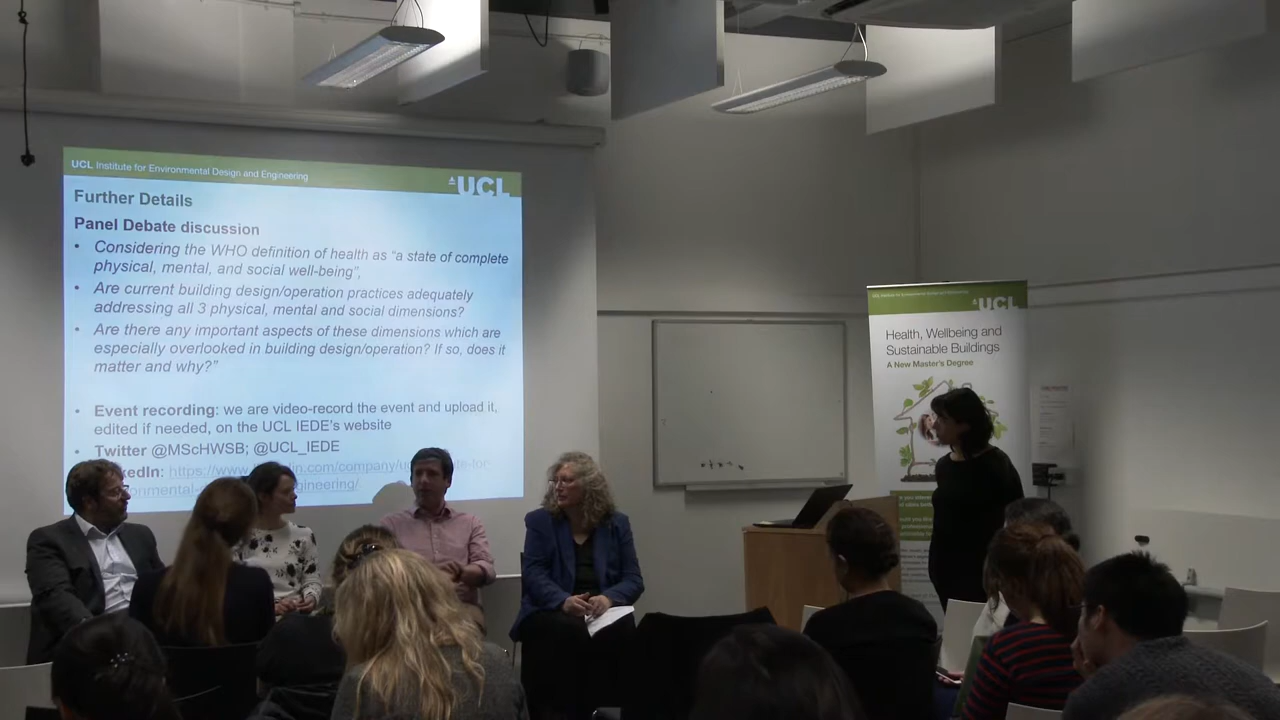 UCL Institute for Environmental Design and Engineering
UCL
Further Details
Panel Debate discussion
• Considering the WHO definition of health as "a state of complete
physical, mental, and social well-being",
• Are current building design/operation practices adequately
addressing all 3 physical, mental and social dimensions?
• Are there any important aspects of these dimensions which are
especially overlooked in building design/operation? If so, does it
matter and why?"
• Event recording: we are video-record the event and upload it,
edited if needed, on the UCL IEDE's website
• Twitter @MScHWSB; @UCL_IEDE
https://www
.com/company/
engineering/
UCL
Health, Wellbeing and
Sustainable Buildings
A New Master's Degree